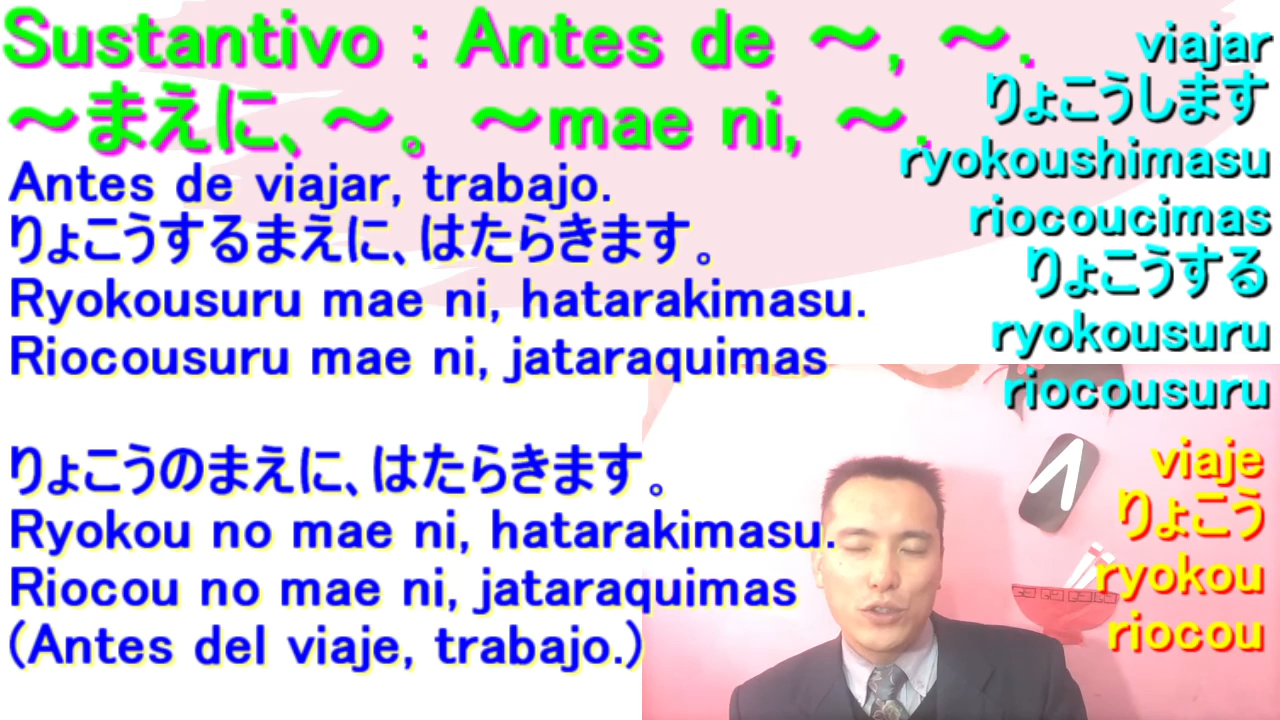 Sustantivo : Antes de ～, ～.
～まえに、～。 ～mae ni, ～.
Antes de viajar, trabajo.
りょこうするまえに、はたらきます。
Ryokousuru mae ni, hatarakimasu.
Riocousuru mae ni, jataraquimas
りょこうのまえに、はたらきます。
Ryokou no mae ni, hatarakimasu.
Riocou no mae ni, jataraquimas
(Antes del viaje, trabajo.)
viajar
りょこうします
ryokoushimasu
riocoucimas
りょこうする
ryokousuru
riocousuru
viaje
りょこう
ryokou
riocou